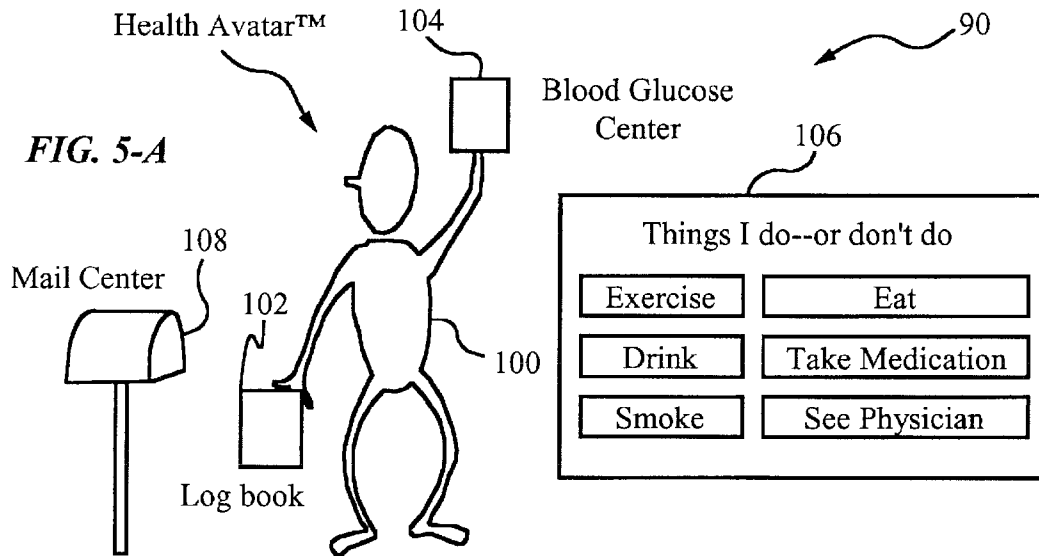 Health Avatar™
104
90
Blood Glucose
Center
FIG. 5-A
106
108
Mail Center
102
100
Log book
Things I do--or don't do
Exercise
Eat
Drink
Take Medication
Smoke
See Physician